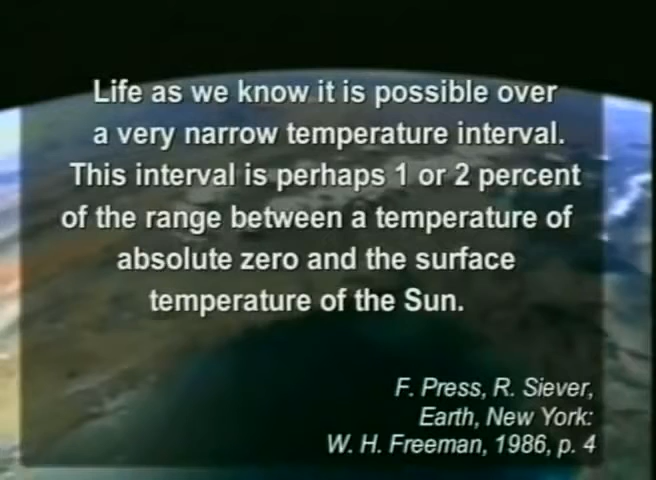 Life as we know it is possible over
a very narrow temperature interval.
This interval is perhaps 1 or 2 percent
of the range between a temperature of
absolute zero and the surface
temperature of the Sun.
F. Press, R. Siever,
Earth, New York:
W. H. Freeman, 1986, p. 4